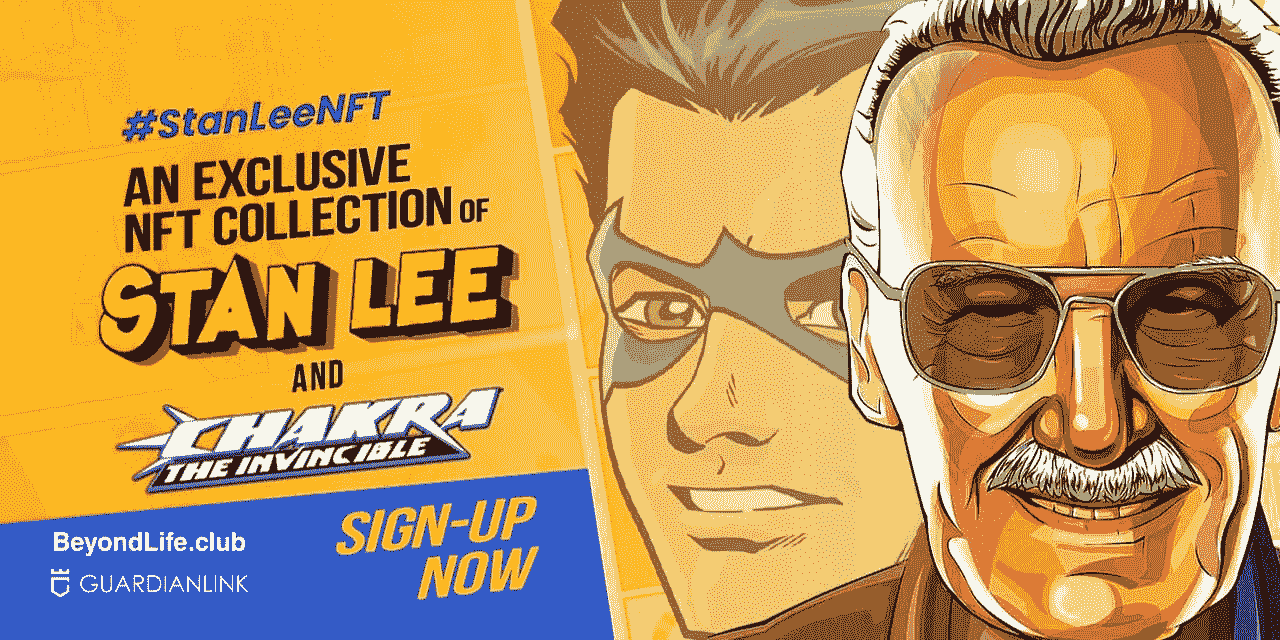 #StanLeeNFT
AN EXCLUSIVE
NFT COLLECTION OF
STAN LEE
AND
CHAKRA
THE INVINCIBLE
SIGN-UP
NOW
BeyondLife.club
GUARDIANLINK